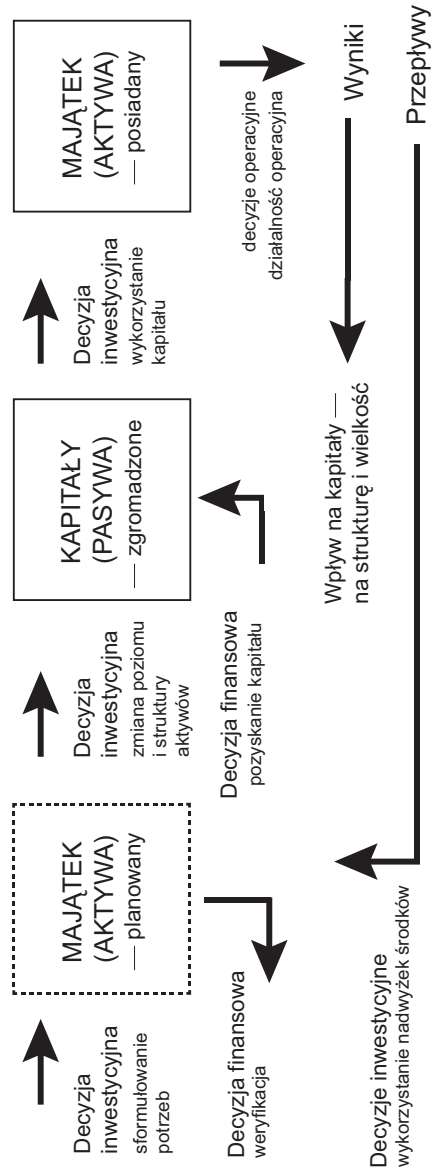 Decyzja
inwestycyjna
sformułowanie
potrzeb
MAJĄTEK
(AKTYWA)
— planowany
Decyzja
inwestycyjna
zmiana poziomu
i struktury
aktywów
KAPITAŁY
(PASYWA)
— zgromadzone
Decyzja
inwestycyjna
wykorzystanie
kapitału
MAJĄTEK
(AKTYWA)
— posiadany
Decyzja finansowa
weryfikacja
Decyzja finansowa
pozyskanie kapitału
decyzje operacyjne
działalność operacyjna
Wpływ na kapitały —
na strukturę i wielkość
Wyniki
Decyzje inwestycyjne
wykorzystanie nadwyżek środków
Przepływy